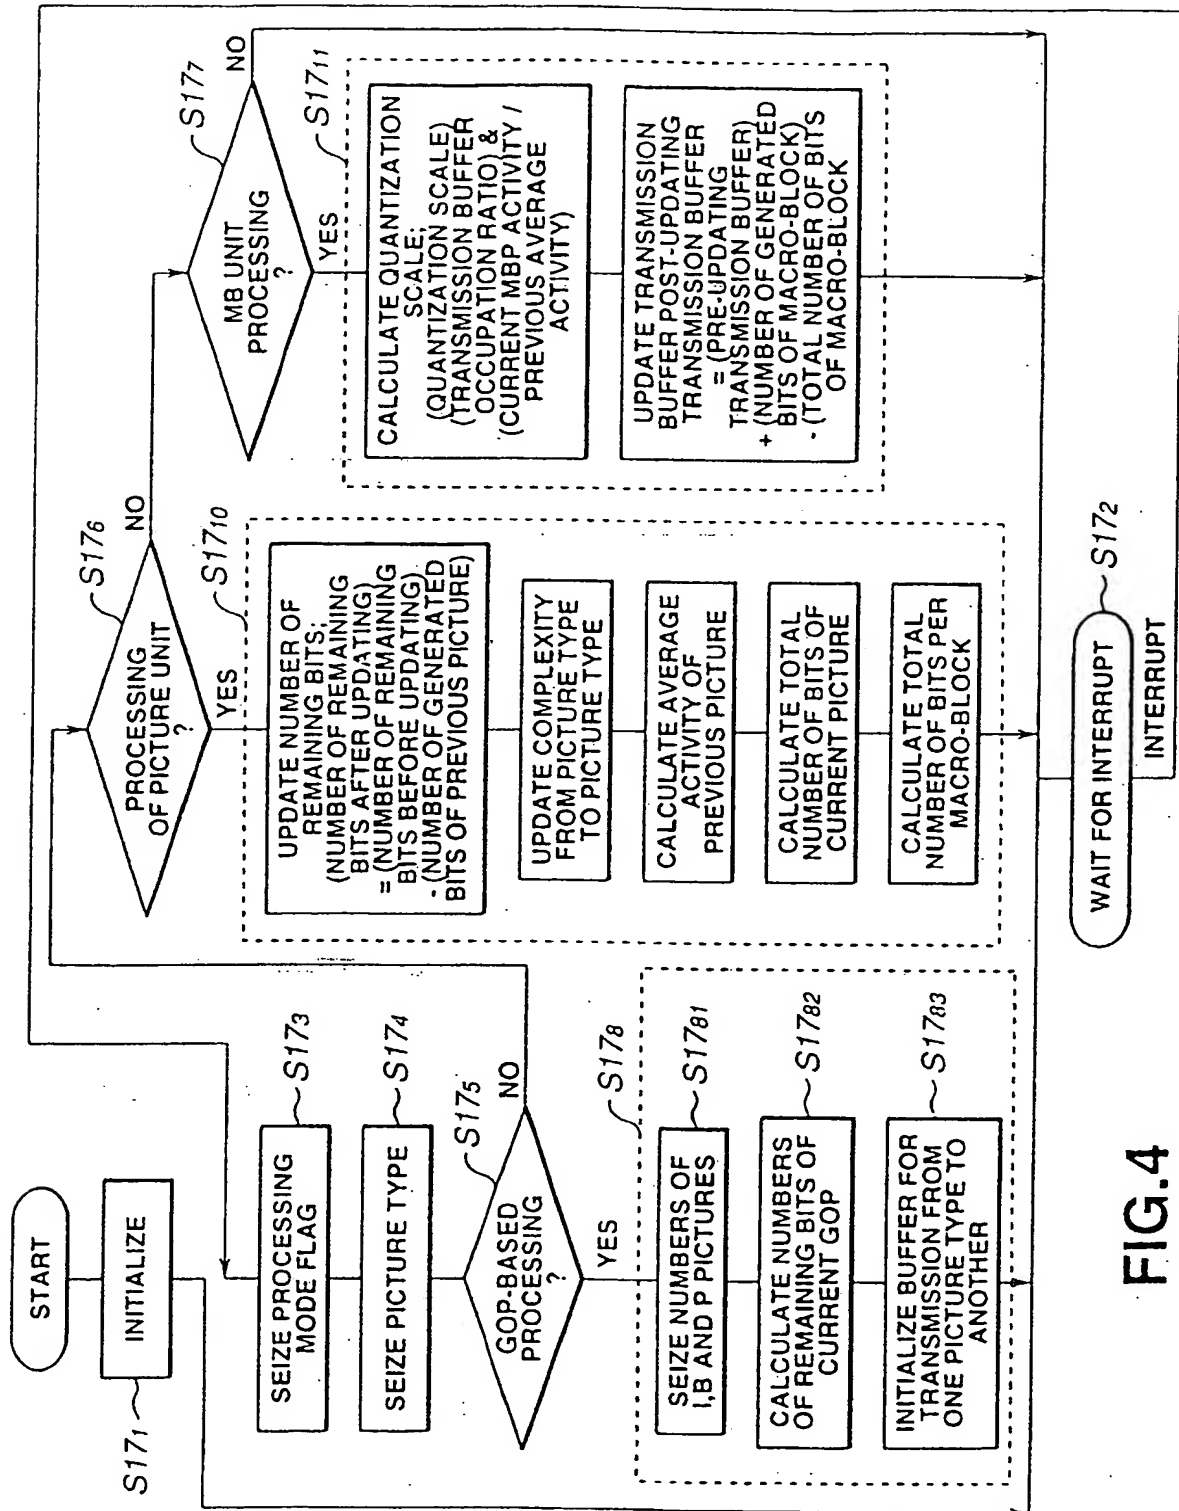 START
INITIALIZE
S171
SEIZE PROCESSING
MODE FLAG
S173
SEIZE PICTURE TYPE
S174
GOP-BASED
PROCESSING
?
S175
NO
YES
S178
SEIZE NUMBERS OF
I,B AND P PICTURES
S1781
CALCULATE NUMBERS
OF REMAINING BITS OF
CURRENT GOP
S1782
INITIALIZE BUFFER FOR
TRANSMISSION FROM
ONE PICTURE TYPE TO
ANOTHER
S1783
PROCESSING
OF PICTURE UNIT
?
S176
NO
YES
S1710
UPDATE NUMBER OF
REMAINING BITS;
(NUMBER OF REMAINING
BITS AFTER UPDATING)
= (NUMBER OF REMAINING
BITS BEFORE UPDATING)
- (NUMBER OF GENERATED
BITS OF PREVIOUS PICTURE)
UPDATE COMPLEXITY
FROM PICTURE TYPE
TO PICTURE TYPE
CALCULATE AVERAGE
ACTIVITY OF
PREVIOUS PICTURE
CALCULATE TOTAL
NUMBER OF BITS OF
CURRENT PICTURE
CALCULATE TOTAL
NUMBER OF BITS PER
MACRO-BLOCK
MB UNIT
PROCESSING
?
S177
NO
YES
S1711
CALCULATE QUANTIZATION
SCALE;
(QUANTIZATION SCALE)
(TRANSMISSION BUFFER
OCCUPATION RATIO) &
(CURRENT MBP ACTIVITY /
PREVIOUS AVERAGE
ACTIVITY)
UPDATE TRANSMISSION
BUFFER POST-UPDATING
TRANSMISSION BUFFER
= (PRE-UPDATING
TRANSMISSION BUFFER)
+ (NUMBER OF GENERATED
BITS OF MACRO-BLOCK)
- (TOTAL NUMBER OF BITS
OF MACRO-BLOCK
WAIT FOR INTERRUPT
S172
INTERRUPT
FIG.4